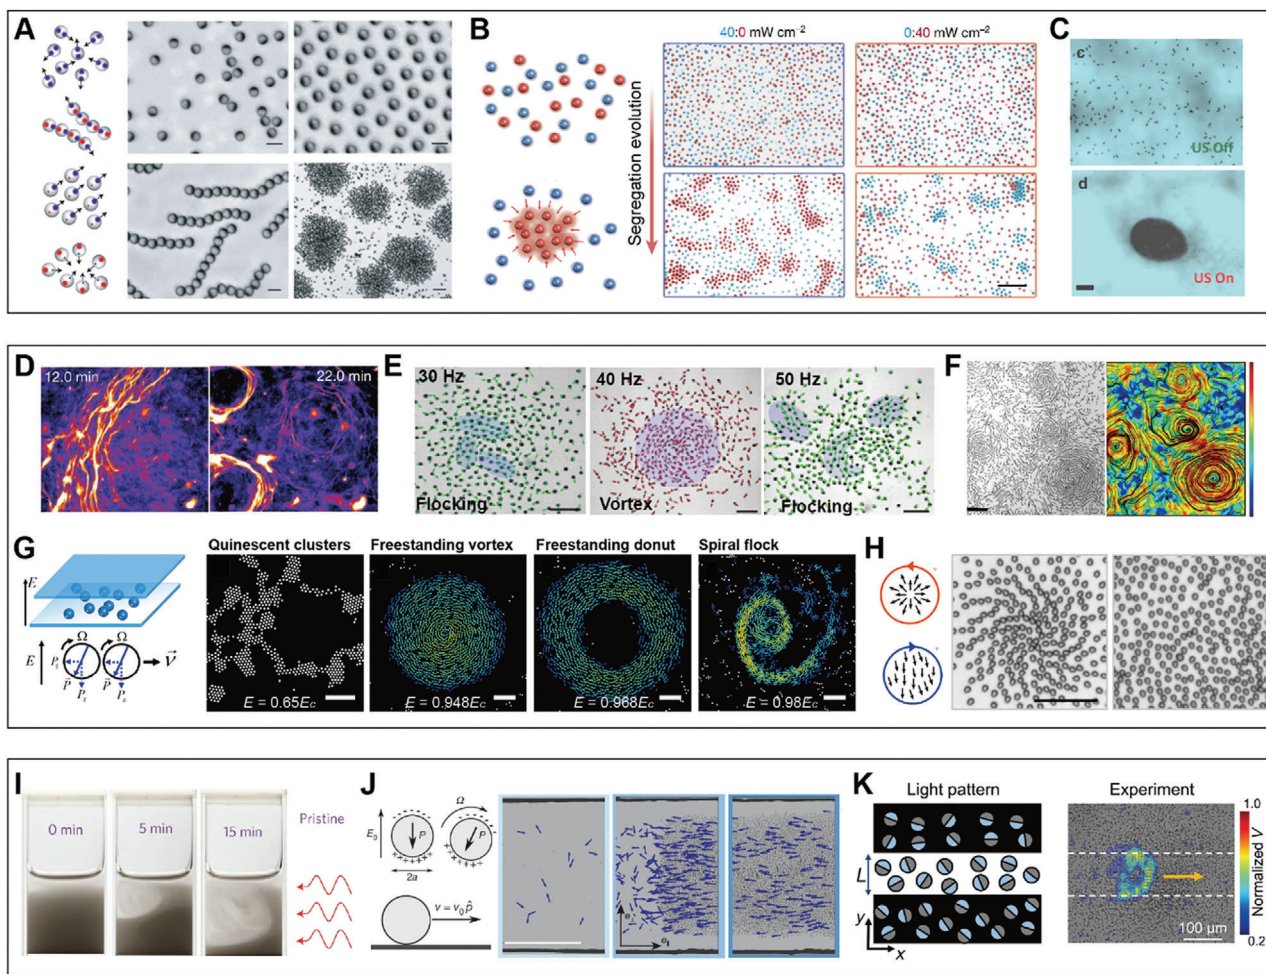 A
B
40:0 mW cm⁻²
0:40 mW cm⁻²
Segregation evolution
C
c
US Off
d
US On
D
12.0 min
22.0 min
E
30 Hz
Flocking
40 Hz
Vortex
50 Hz
Flocking
F
G
E
E
Ω
Ω
Quinescent clusters
E = 0.65Ec
Freestanding vortex
E = 0.948Ec
Freestanding donut
E = 0.968Ec
Spiral flock
E = 0.98Ec
H
I
0 min
5 min
15 min
Pristine
J
E₀
P
Ω
P
2a
v = v₀p̂
K
Light pattern
L
y
x
Experiment
100 μm
1.0
Normalized V
0.2